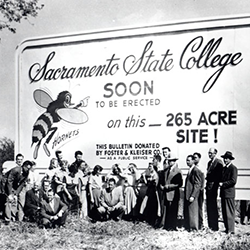 Sacramento State College
SOON
TO BE ERECTED
on this — 265 ACRE
SITE !
HORNETS
THIS BULLETIN DONATED
BY FOSTER & KLEISER CO.
— AS A PUBLIC SERVICE —